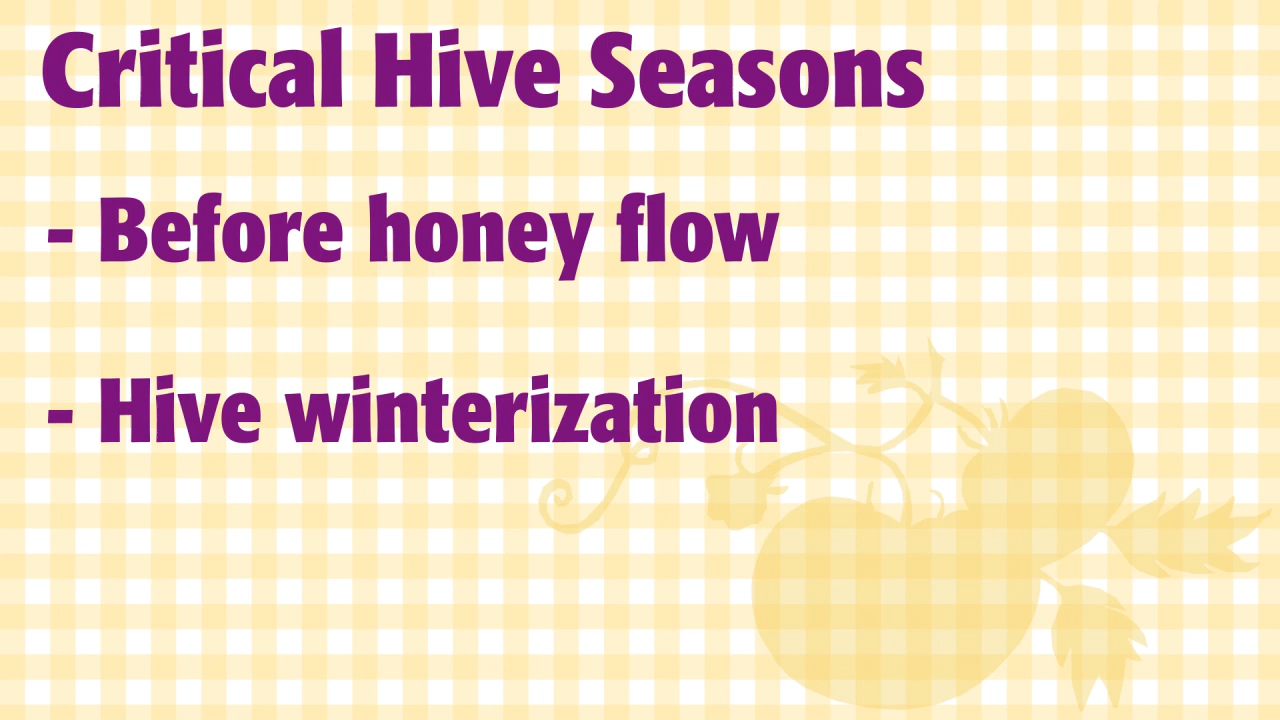 Critical Hive Seasons
- Before honey flow
- Hive winterization